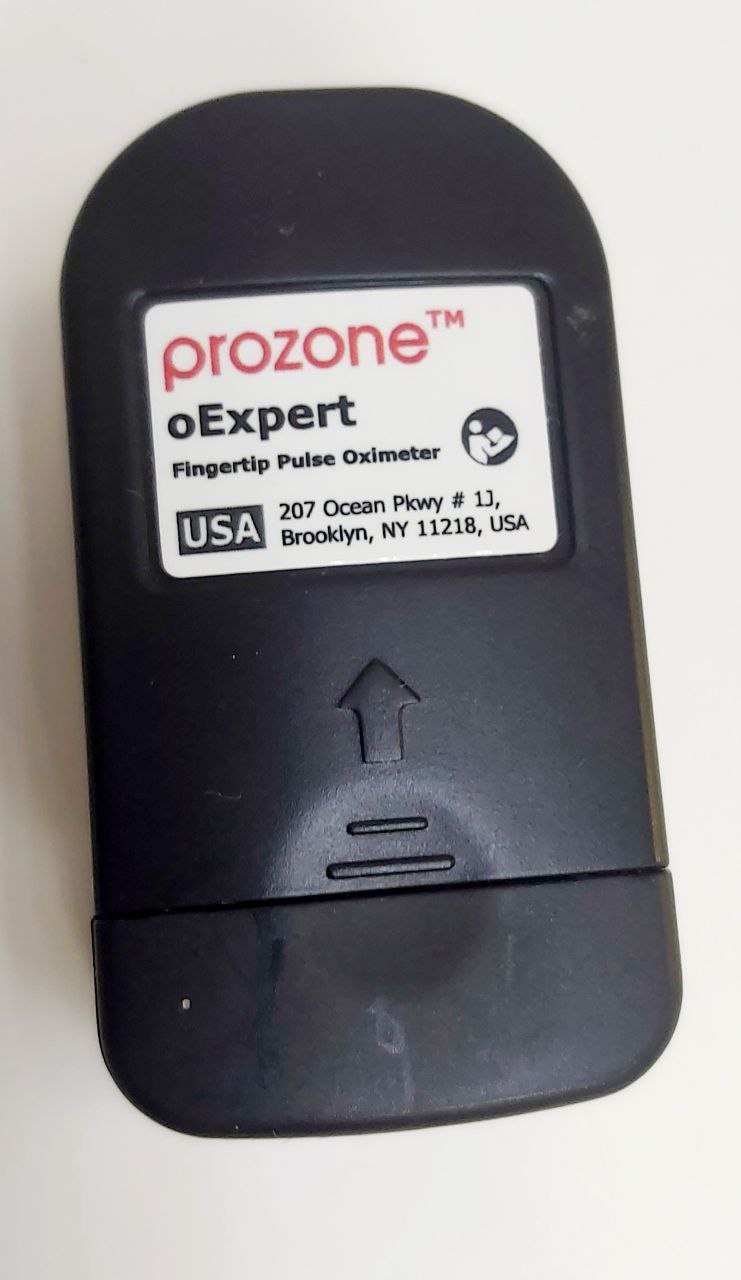 prozone™
oExpert
Fingertip Pulse Oximeter
USA
207 Ocean Pkwy # 1J,
Brooklyn, NY 11218, USA